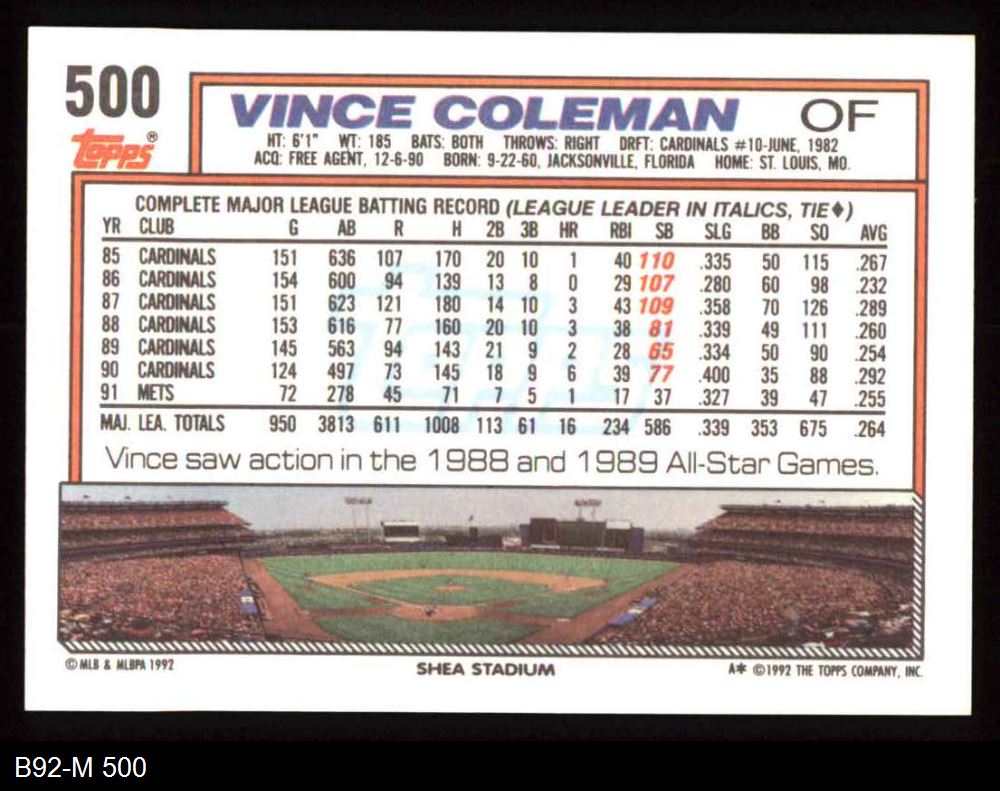 500
Topps®
VINCE COLEMAN OF
HT: 6'1" WT: 185 BATS: BOTH THROWS: RIGHT DRFT: CARDINALS #10-JUNE, 1982
ACQ: FREE AGENT, 12-6-90 BORN: 9-22-60, JACKSONVILLE, FLORIDA HOME: ST. LOUIS, MO.
COMPLETE MAJOR LEAGUE BATTING RECORD (LEAGUE LEADER IN ITALICS, TIE♦)
YR CLUB G AB R H 2B 3B HR RBI SB SLG BB SO AVG
85 CARDINALS 151 636 107 170 20 10 1 40 110 .335 50 115 .267
86 CARDINALS 154 600 94 139 13 8 0 29 107 .280 60 98 .232
87 CARDINALS 151 623 121 180 14 10 3 43 109 .358 70 126 .289
88 CARDINALS 153 616 77 160 20 10 3 38 81 .339 49 111 .260
89 CARDINALS 145 563 94 143 21 9 2 28 65 .334 50 90 .254
90 CARDINALS 124 497 73 145 18 9 6 39 77 .400 35 88 .292
91 METS 72 278 45 71 7 5 1 17 37 .327 39 47 .255
MAJ. LEA. TOTALS 950 3813 611 1008 113 61 16 234 586 .339 353 675 .264
Vince saw action in the 1988 and 1989 All-Star Games.
© MLB & MLBPA 1992 SHEA STADIUM A* ©1992 THE TOPPS COMPANY, INC.
B92-M 500